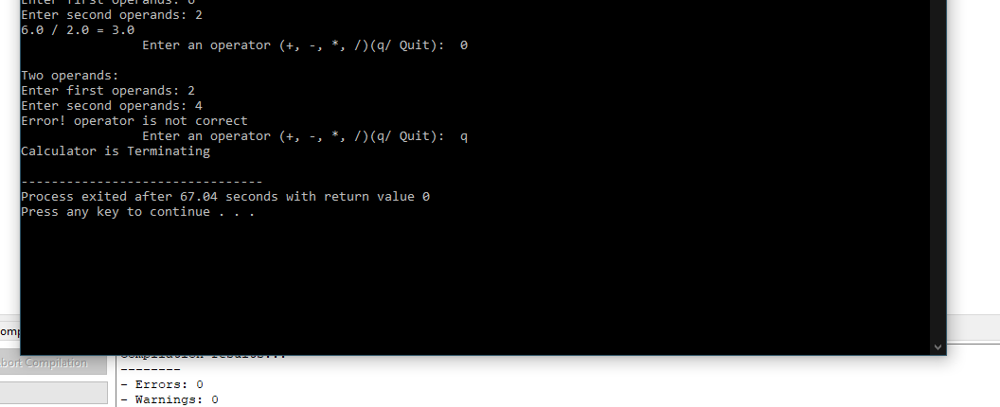 Enter first operands: 6
Enter second operands: 2
6.0 / 2.0 = 3.0
Enter an operator (+, -, *, /)(q/ Quit): 0
Two operands:
Enter first operands: 2
Enter second operands: 4
Error! operator is not correct
Enter an operator (+, -, *, /)(q/ Quit): q
Calculator is Terminating
--------------------------------
Process exited after 67.04 seconds with return value 0
Press any key to continue . . .
omp
bort Compilation
Compilation results...
--------
- Errors: 0
- Warnings: 0